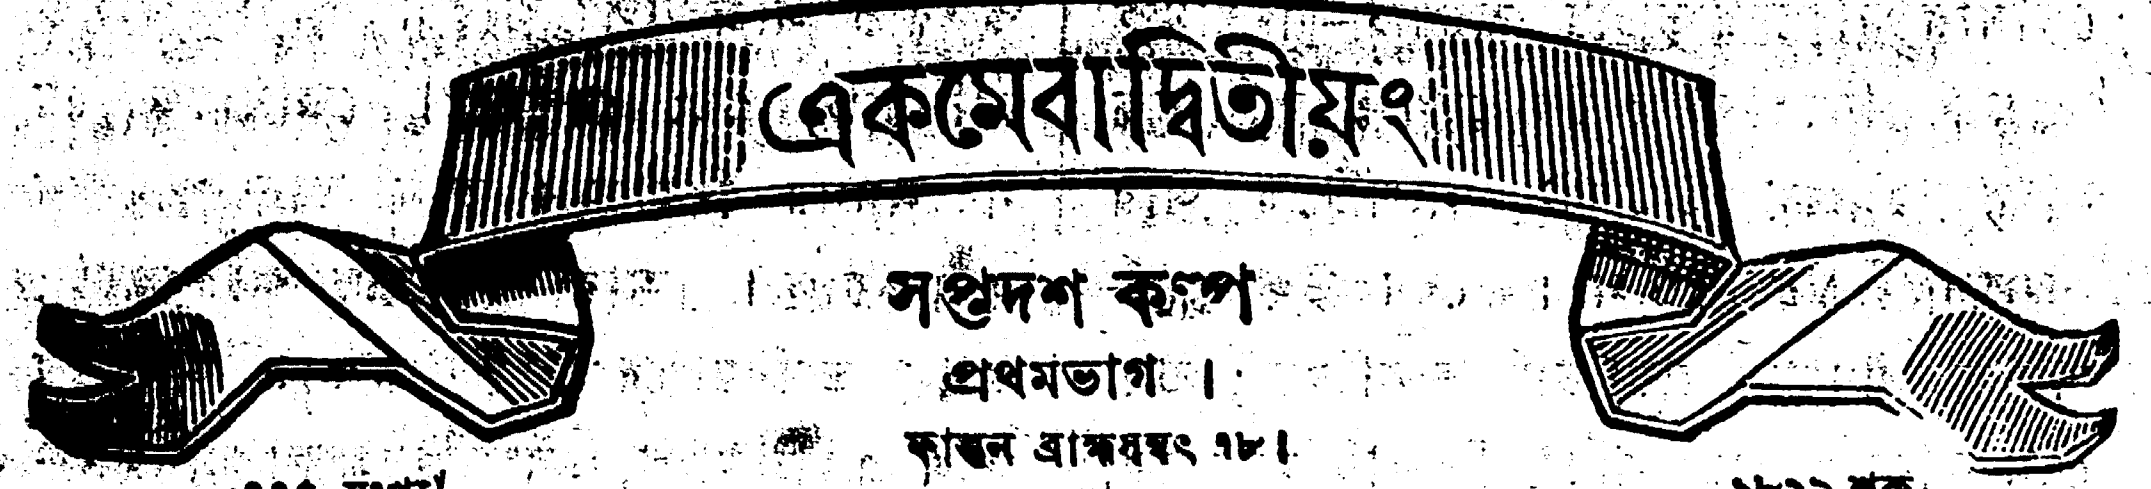 একমেবাদ্বিতীয়ং
সপ্তদশ কল্প
প্রথমভাগ ।
ফাল্গুন ব্রাহ্মসম্বৎ ৭৮।